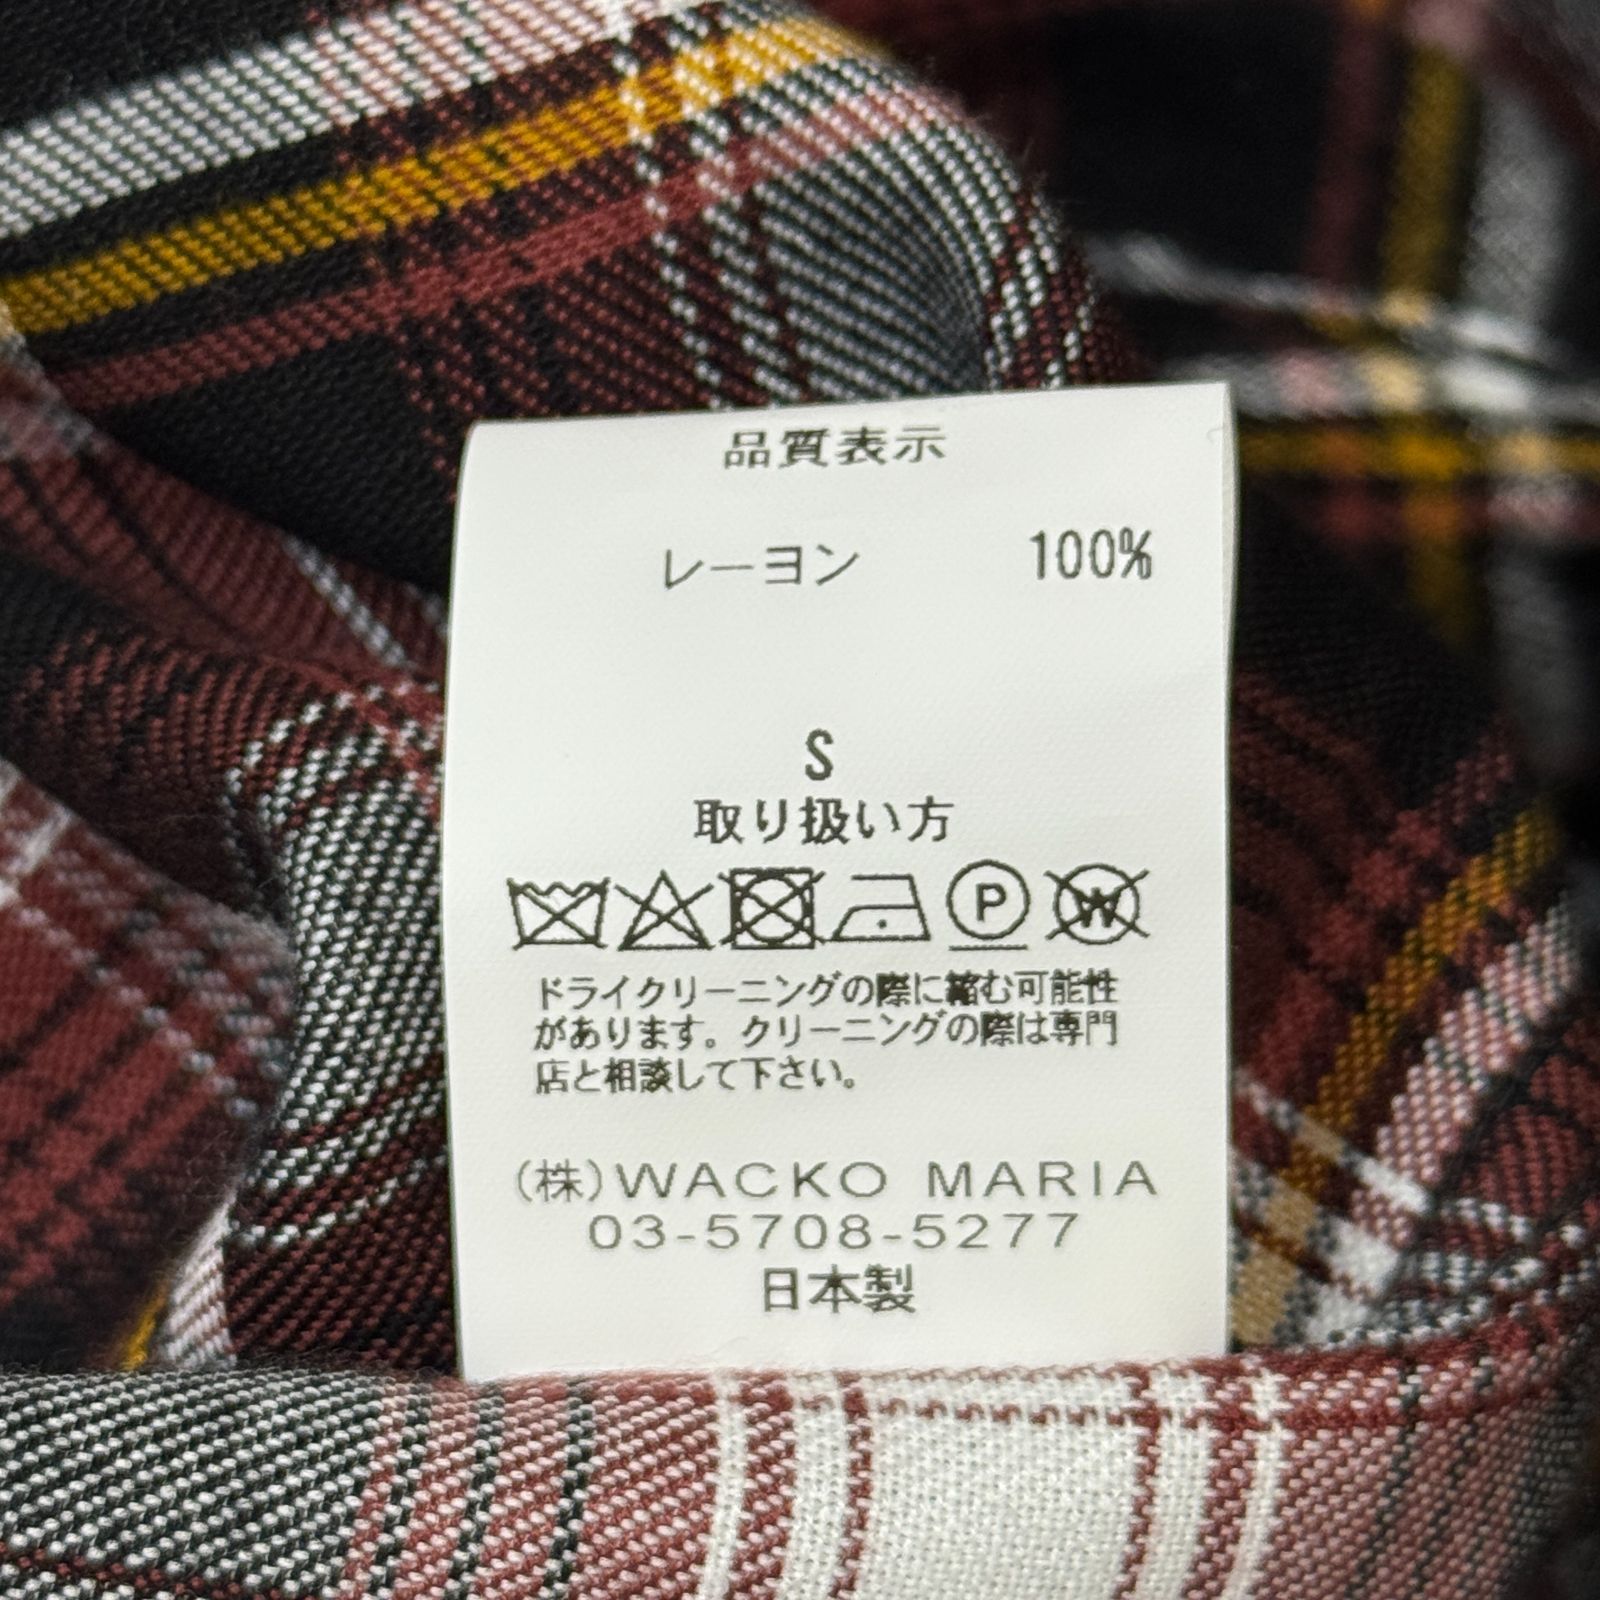 品質表示
レーヨン 100%
S
取り扱い方
P W
ドライクリーニングの際に縮む可能性
があります。クリーニングの際は専門
店と相談して下さい。
(株)WACKO MARIA
03-5708-5277
日本製